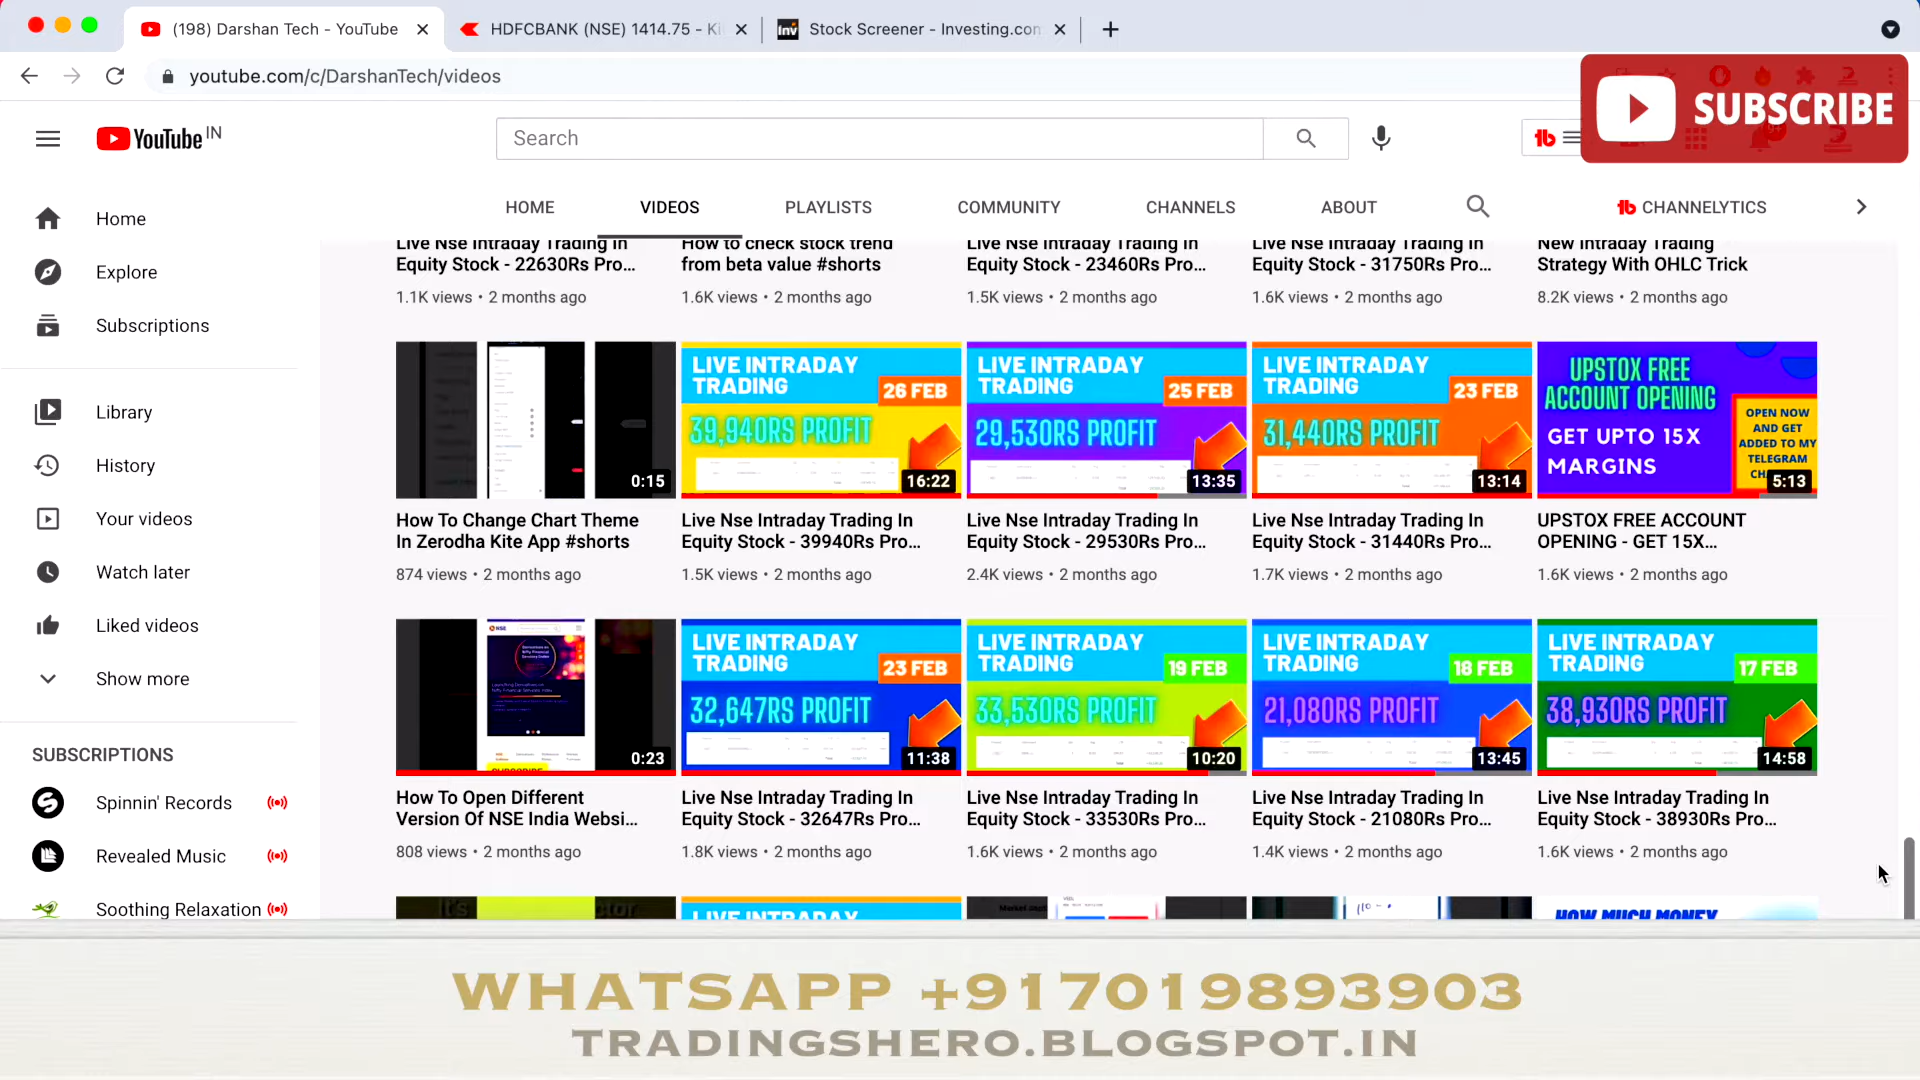 (198) Darshan Tech - YouTube
HDFCBANK (NSE) 1414.75 - Ki
Stock Screener - Investing.com
youtube.com/c/DarshanTech/videos
SUBSCRIBE
YouTube IN
Search
HOME
VIDEOS
PLAYLISTS
COMMUNITY
CHANNELS
ABOUT
CHANNELYTICS
Home
Explore
Subscriptions
Library
History
Your videos
Watch later
Liked videos
Show more
SUBSCRIPTIONS
Spinnin' Records
Revealed Music
Soothing Relaxation
Live Nse Intraday Trading In
Equity Stock - 22630Rs Pro...
1.1K views • 2 months ago
How to check stock trend
from beta value #shorts
1.6K views • 2 months ago
Live Nse Intraday Trading In
Equity Stock - 23460Rs Pro...
1.5K views • 2 months ago
Live Nse Intraday Trading In
Equity Stock - 31750Rs Pro...
1.6K views • 2 months ago
New Intraday Trading
Strategy With OHLC Trick
8.2K views • 2 months ago
0:15
How To Change Chart Theme
In Zerodha Kite App #shorts
874 views • 2 months ago
LIVE INTRADAY
TRADING
26 FEB
39,940RS PROFIT
16:22
Live Nse Intraday Trading In
Equity Stock - 39940Rs Pro...
1.5K views • 2 months ago
LIVE INTRADAY
TRADING
25 FEB
29,530RS PROFIT
13:35
Live Nse Intraday Trading In
Equity Stock - 29530Rs Pro...
2.4K views • 2 months ago
LIVE INTRADAY
TRADING
23 FEB
31,440RS PROFIT
13:14
Live Nse Intraday Trading In
Equity Stock - 31440Rs Pro...
1.7K views • 2 months ago
UPSTOX FREE
ACCOUNT OPENING
GET UPTO 15X
MARGINS
OPEN NOW
AND GET
ADDED TO MY
TELEGRAM
5:13
UPSTOX FREE ACCOUNT
OPENING - GET 15X...
1.6K views • 2 months ago
NSE
0:23
How To Open Different
Version Of NSE India Websi...
808 views • 2 months ago
LIVE INTRADAY
TRADING
23 FEB
32,647RS PROFIT
11:38
Live Nse Intraday Trading In
Equity Stock - 32647Rs Pro...
1.8K views • 2 months ago
LIVE INTRADAY
TRADING
19 FEB
33,530RS PROFIT
10:20
Live Nse Intraday Trading In
Equity Stock - 33530Rs Pro...
1.6K views • 2 months ago
LIVE INTRADAY
TRADING
18 FEB
21,080RS PROFIT
13:45
Live Nse Intraday Trading In
Equity Stock - 21080Rs Pro...
1.4K views • 2 months ago
LIVE INTRADAY
TRADING
17 FEB
38,930RS PROFIT
14:58
Live Nse Intraday Trading In
Equity Stock - 38930Rs Pro...
1.6K views • 2 months ago
It's
LIVE INTRADAY
HOW MUCH MONEY
WHATSAPP +917019893903
TRADINGSHERO.BLOGSPOT.IN